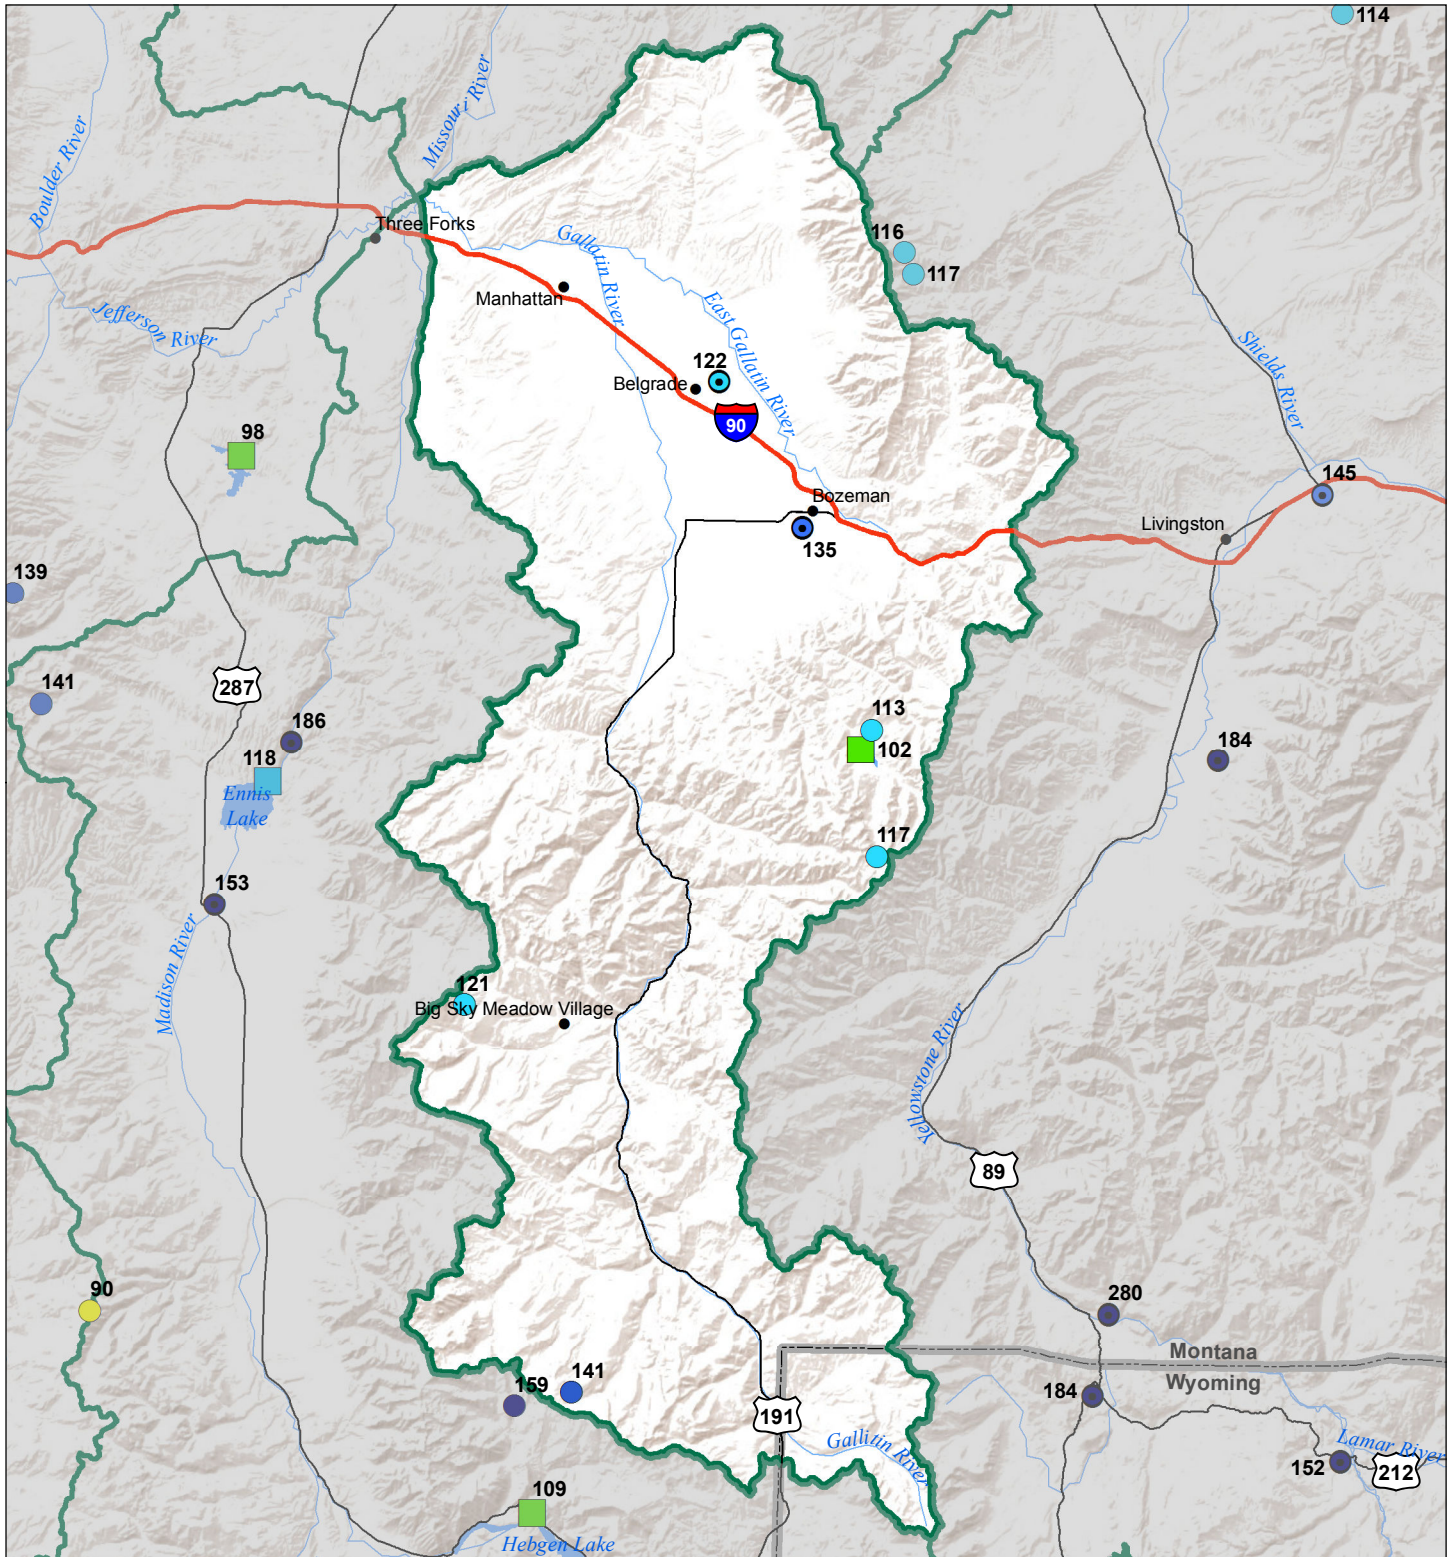 114
Missouri River
Boulder River
Three Forks
116
117
Gallatin River
Manhattan
East Gallatin River
Jefferson River
Shields River
122
Belgrade
90
98
145
Bozeman
Livingston
135
139
287
141
186
113
102
184
118
Ennis
Lake
117
153
Madison River
121
Big Sky Meadow Village
Yellowstone River
89
90
280
Montana
Wyoming
141
159
184
191
Gallitin River
Lamar River
152
212
109
Hebgen Lake